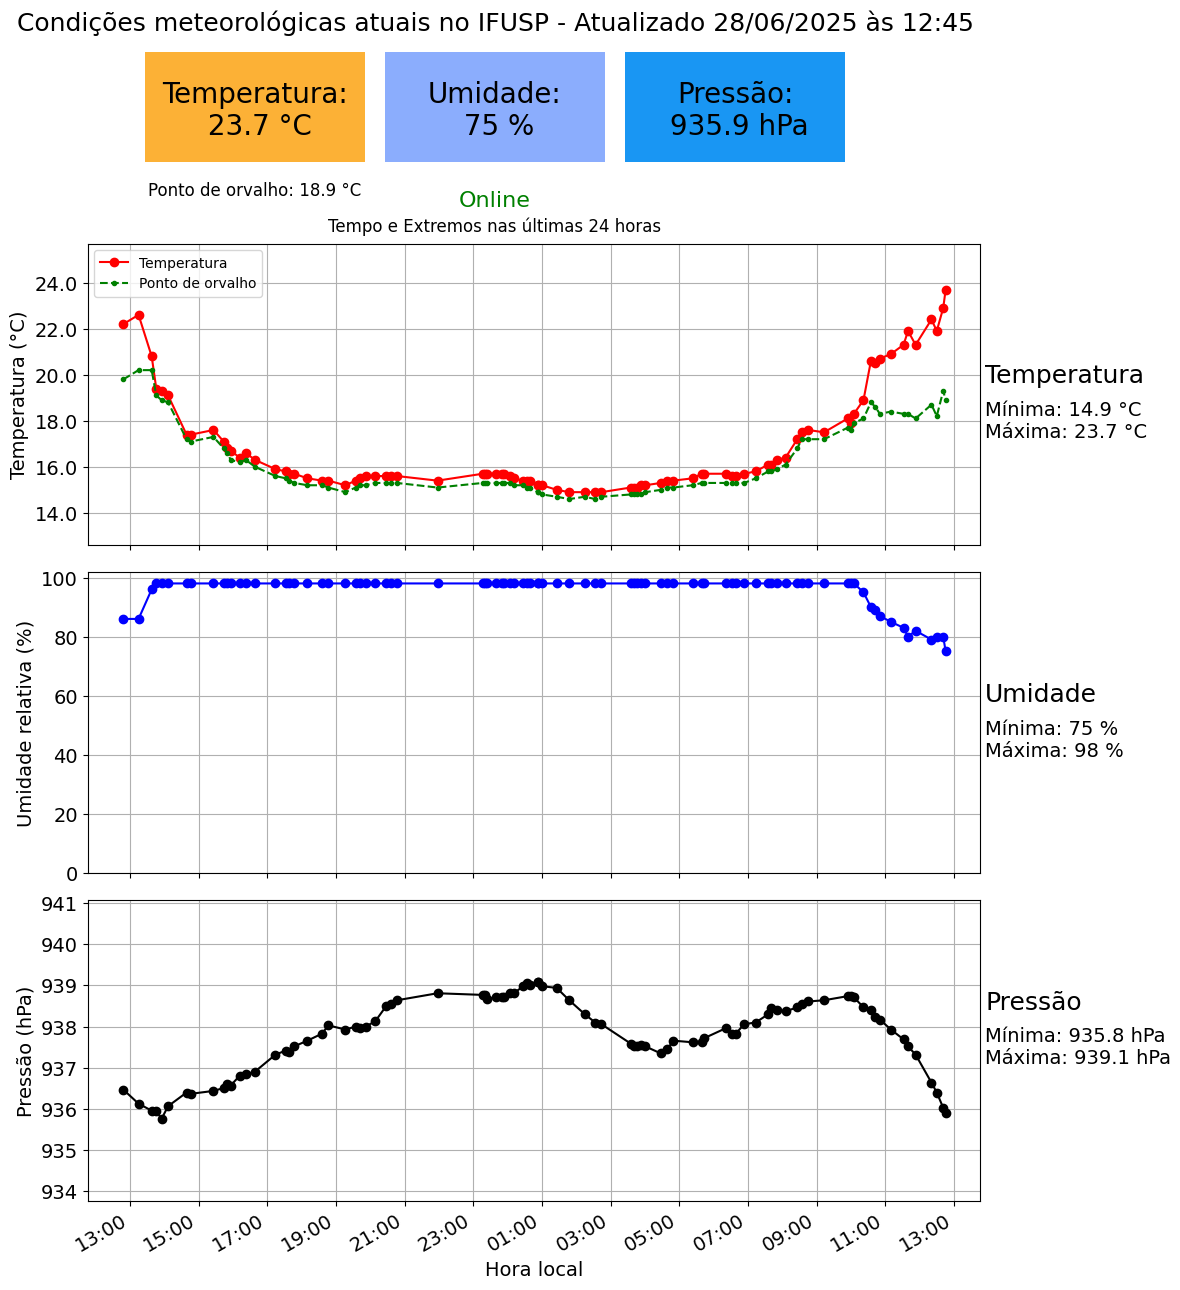 Condições meteorológicas atuais no IFUSP - Atualizado 28/06/2025 às 12:45
Temperatura:
23.7 °C
Umidade:
75 %
Pressão:
935.9 hPa
Ponto de orvalho: 18.9 °C
Online
Tempo e Extremos nas últimas 24 horas
Temperatura
Ponto de orvalho
Temperatura (°C)
24.0
22.0
20.0
18.0
16.0
14.0
Temperatura
Mínima: 14.9 °C
Máxima: 23.7 °C
Umidade relativa (%)
100
80
60
40
20
0
Umidade
Mínima: 75 %
Máxima: 98 %
Pressão (hPa)
941
940
939
938
937
936
935
934
Pressão
Mínima: 935.8 hPa
Máxima: 939.1 hPa
13:00
15:00
17:00
19:00
21:00
23:00
01:00
03:00
05:00
07:00
09:00
11:00
13:00
Hora local